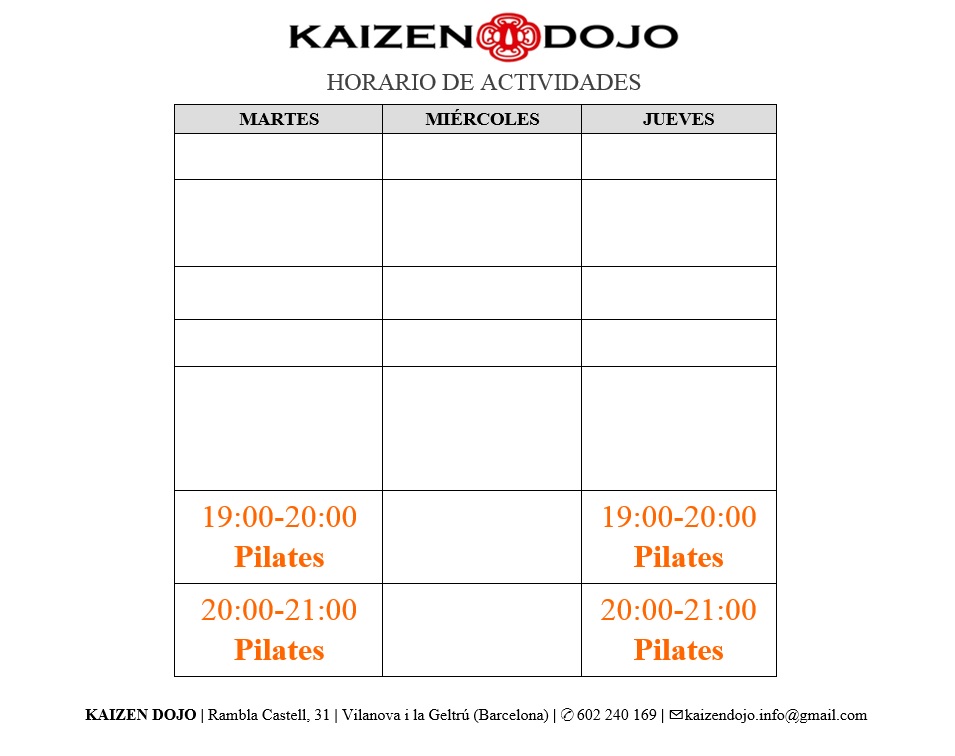 KAIZEN DOJO
HORARIO DE ACTIVIDADES
MARTES MIÉRCOLES JUEVES
19:00-20:00 19:00-20:00
Pilates Pilates
20:00-21:00 20:00-21:00
Pilates Pilates
KAIZEN DOJO | Rambla Castell, 31 | Vilanova i la Geltrú (Barcelona) | ✆ 602 240 169 | ✉kaizendojo.info@gmail.com